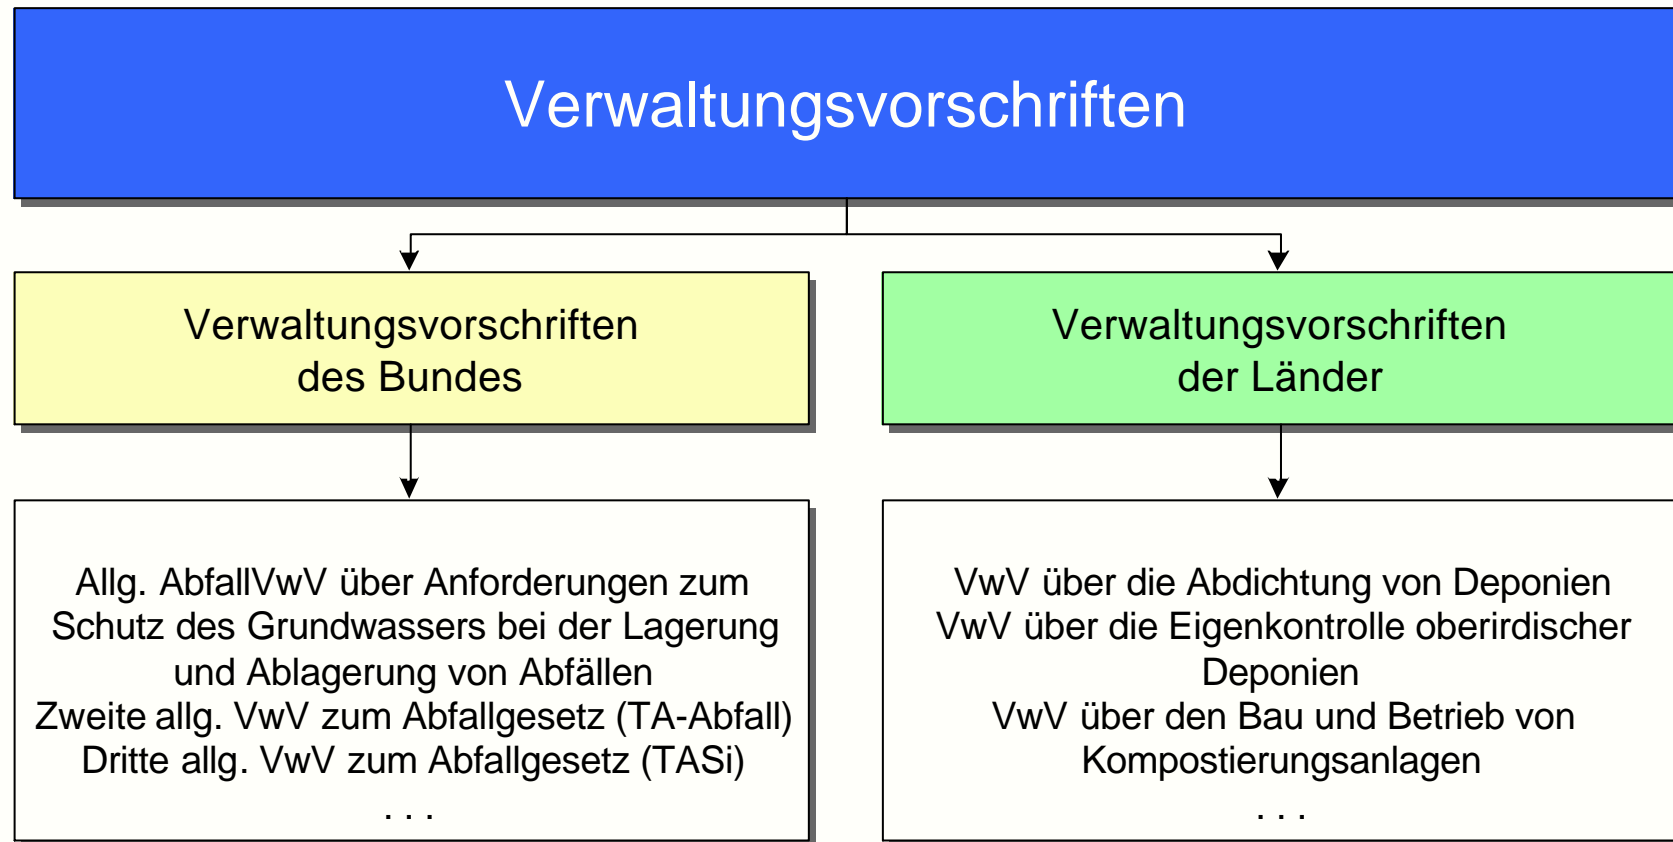 Verwaltungsvorschriften
Verwaltungsvorschriften
des Bundes
Verwaltungsvorschriften
der Länder
Allg. AbfallVwV über Anforderungen zum
Schutz des Grundwassers bei der Lagerung
und Ablagerung von Abfällen
Zweite allg. VwV zum Abfallgesetz (TA-Abfall)
Dritte allg. VwV zum Abfallgesetz (TASi)
. . .
VwV über die Abdichtung von Deponien
VwV über die Eigenkontrolle oberirdischer
Deponien
VwV über den Bau und Betrieb von
Kompostierungsanlagen
. . .